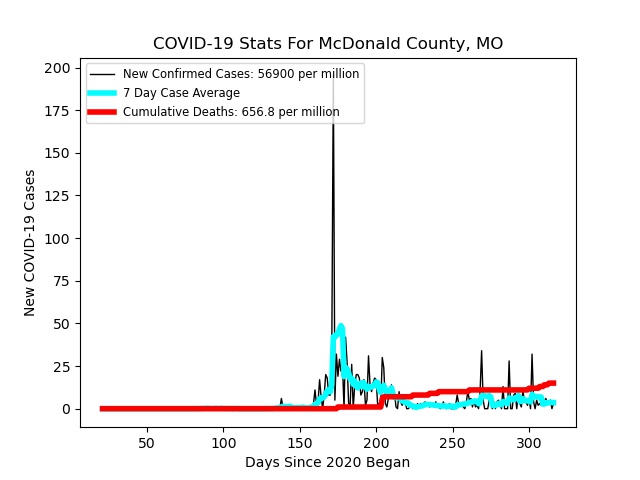 COVID-19 Stats For McDonald County, MO
New Confirmed Cases: 56900 per million
7 Day Case Average
Cumulative Deaths: 656.8 per million
New COVID-19 Cases
200
175
150
125
100
75
50
25
0
50 100 150 200 250 300
Days Since 2020 Began